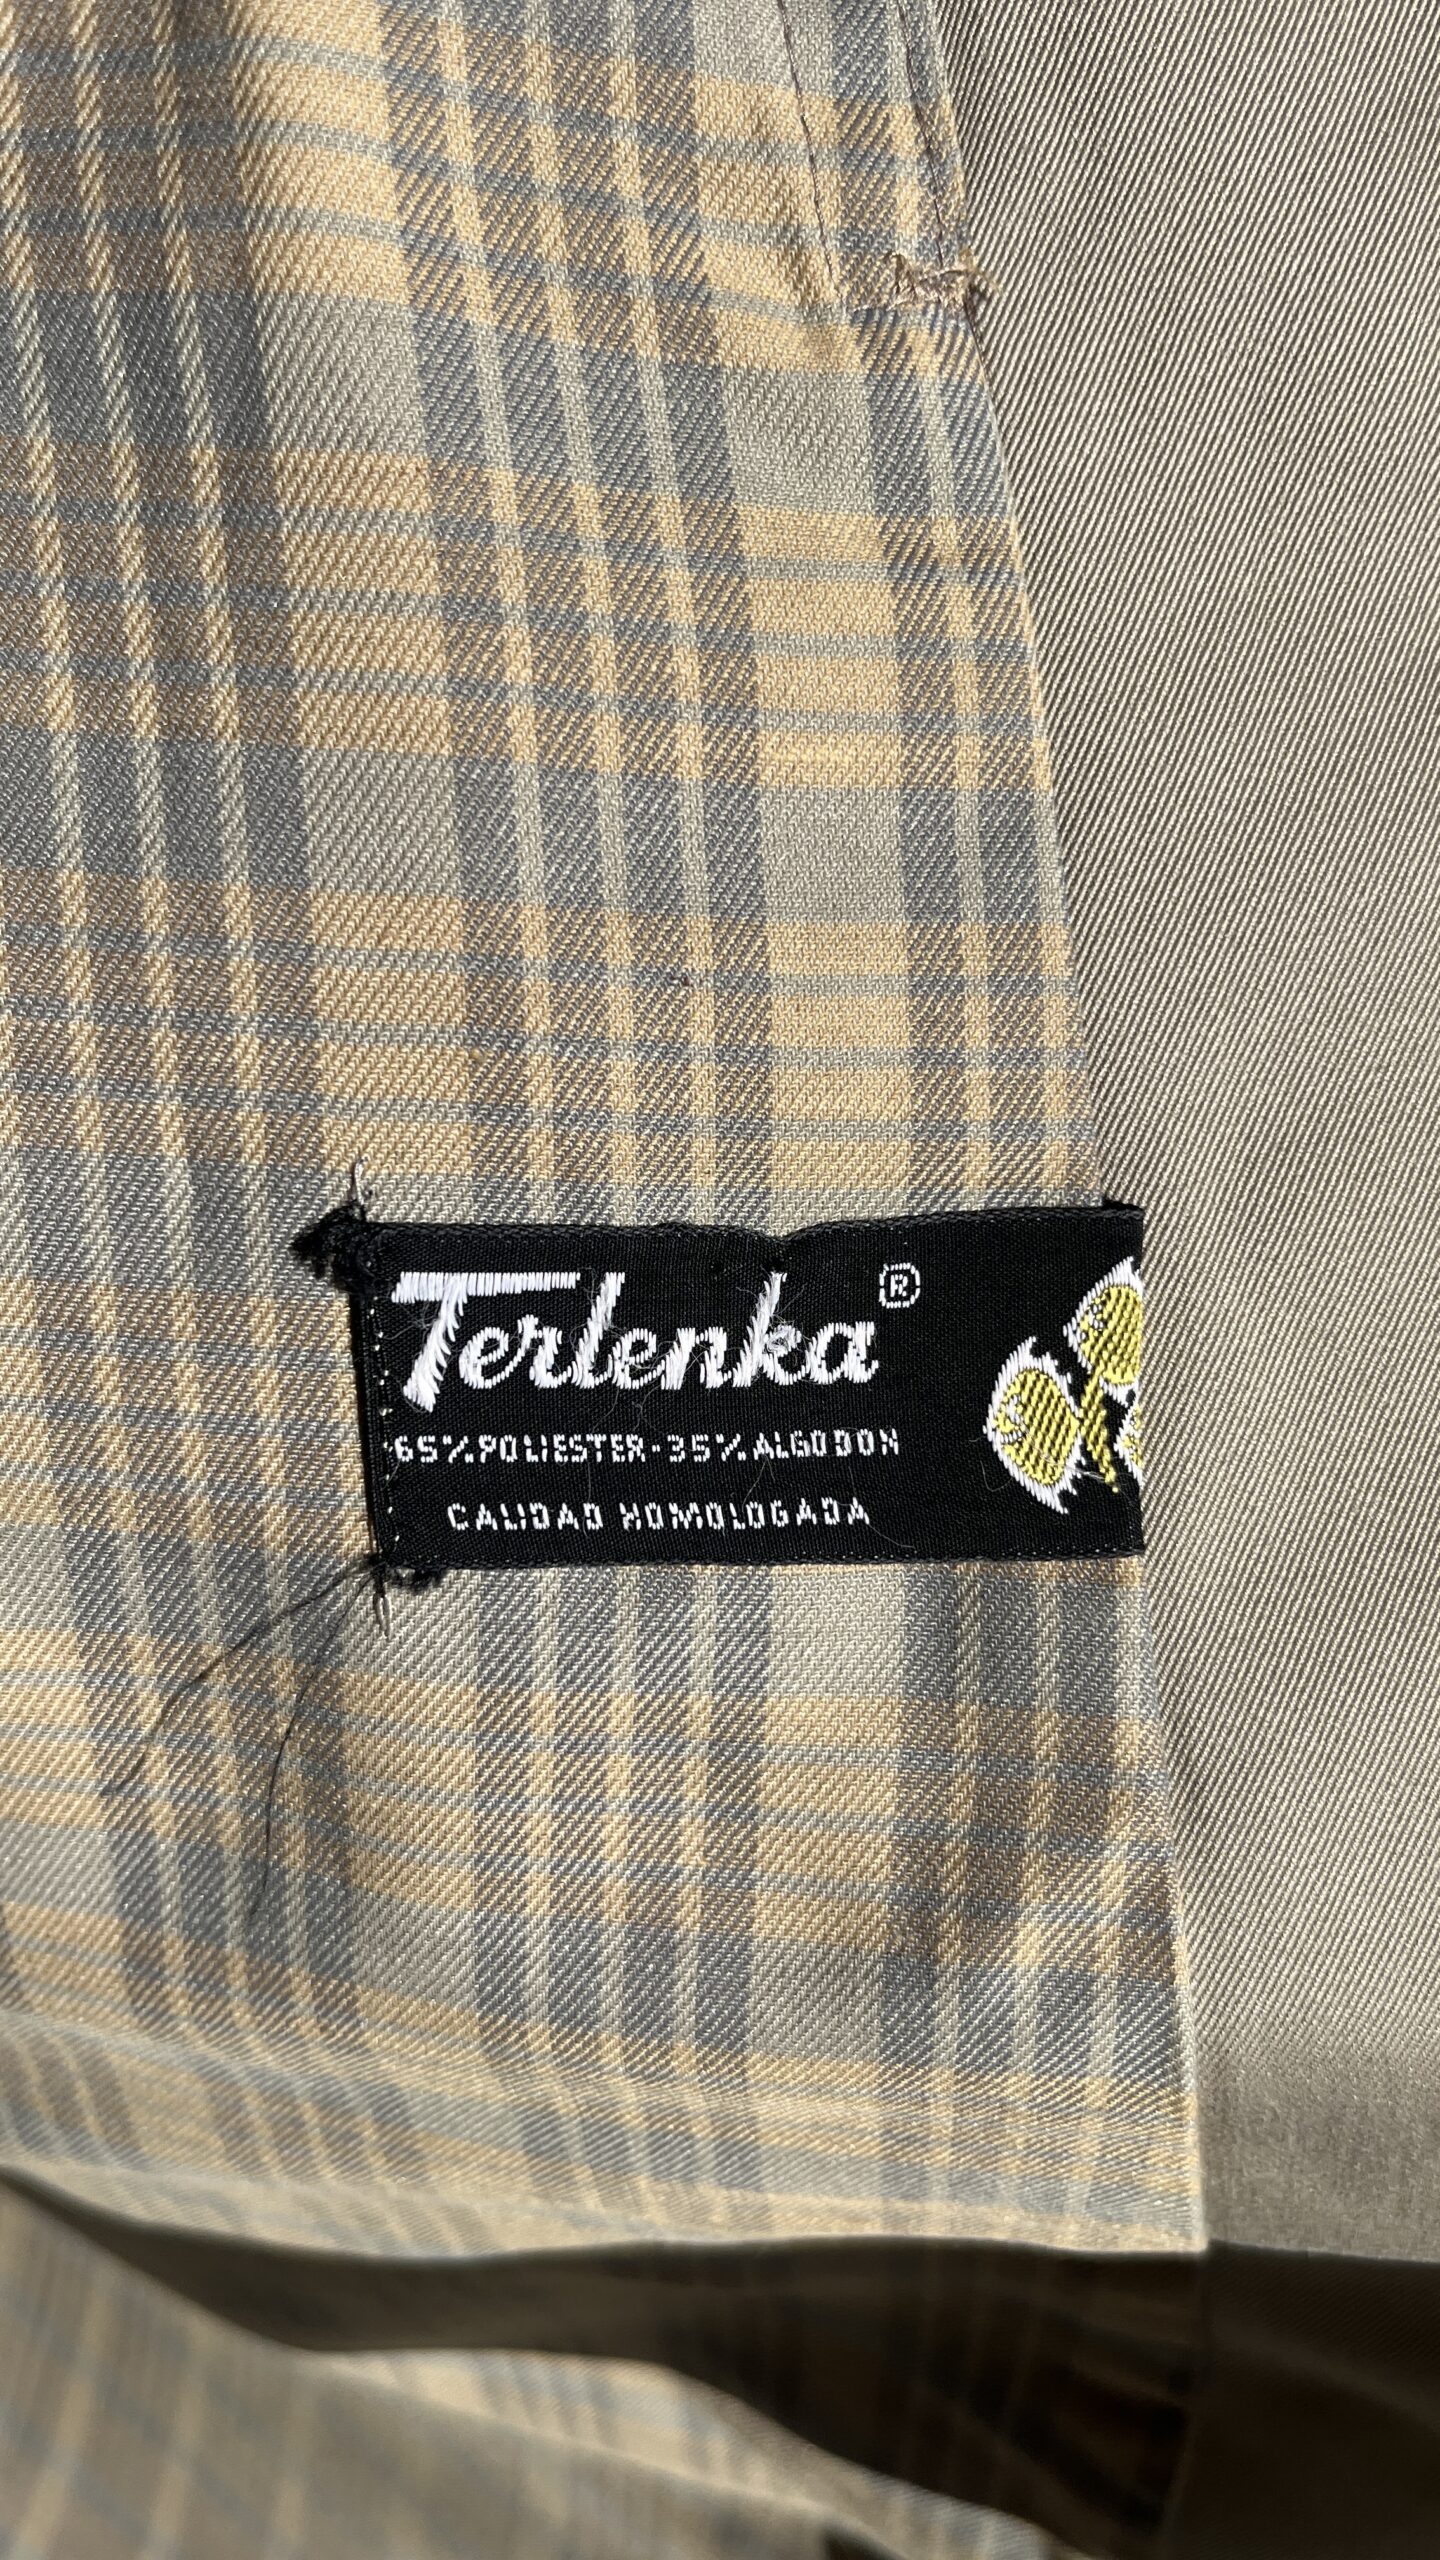 Terlenka ®
65% POLIESTER-35% ALGODON
CALIDAD HOMOLOGADA